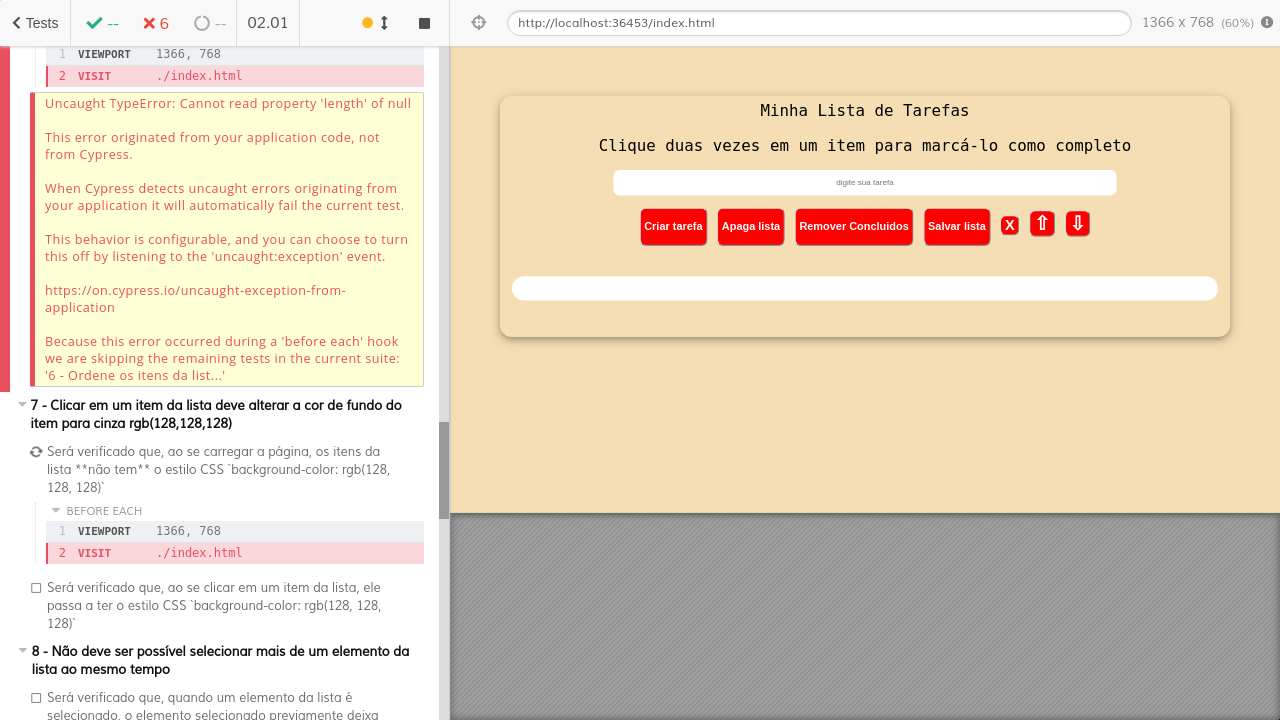 Tests
--
6
--
02.01
http://localhost:36453/index.html
1366 x 768 (60%)
1 VIEWPORT 1366, 768
2 VISIT ./index.html
Uncaught TypeError: Cannot read property 'length' of null
This error originated from your application code, not
from Cypress.
When Cypress detects uncaught errors originating from
your application it will automatically fail the current test.
This behavior is configurable, and you can choose to turn
this off by listening to the 'uncaught:exception' event.
https://on.cypress.io/uncaught-exception-from-
application
Because this error occurred during a 'before each' hook
we are skipping the remaining tests in the current suite:
'6 - Ordene os itens da list...'
7 - Clicar em um item da lista deve alterar a cor de fundo do
item para cinza rgb(128,128,128)
Será verificado que, ao se carregar a página, os itens da
lista **não tem** o estilo CSS `background-color: rgb(128,
128, 128)`
BEFORE EACH
1 VIEWPORT 1366, 768
2 VISIT ./index.html
Será verificado que, ao se clicar em um item da lista, ele
passa a ter o estilo CSS `background-color: rgb(128, 128,
128)`
8 - Não deve ser possível selecionar mais de um elemento da
lista ao mesmo tempo
Será verificado que, quando um elemento da lista é
selecionado, o elemento selecionado previamente deixa
Minha Lista de Tarefas
Clique duas vezes em um item para marcá-lo como completo
digite sua tarefa
Criar tarefa
Apaga lista
Remover Concluidos
Salvar lista
X
⇧
⇩